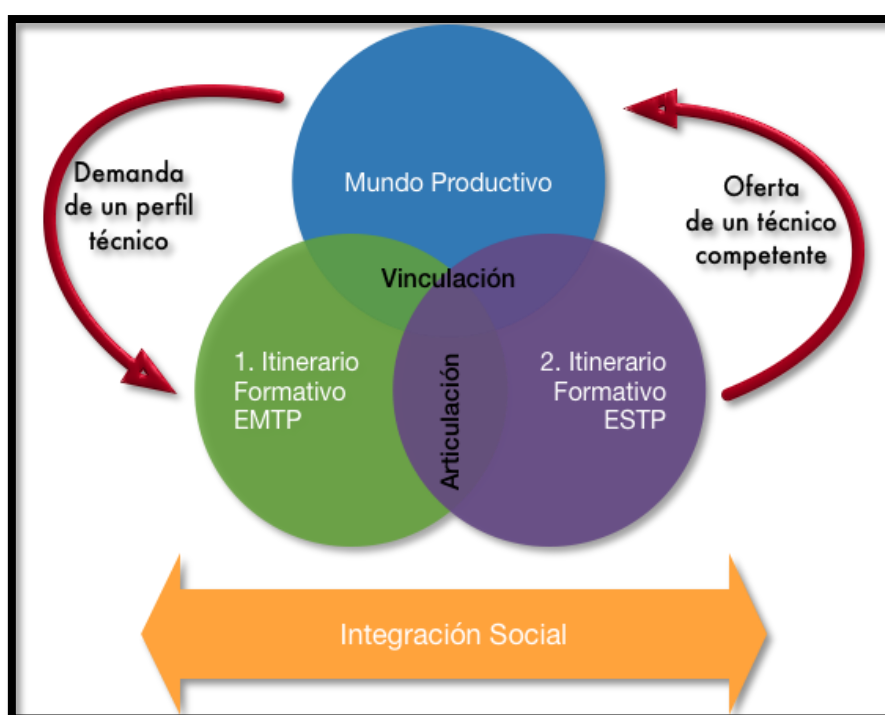 Mundo Productivo
Demanda
de un perfil
técnico
Oferta
de un técnico
competente
Vinculación
1. Itinerario
Formativo
EMTP
Articulación
2. Itinerario
Formativo
ESTP
Integración Social